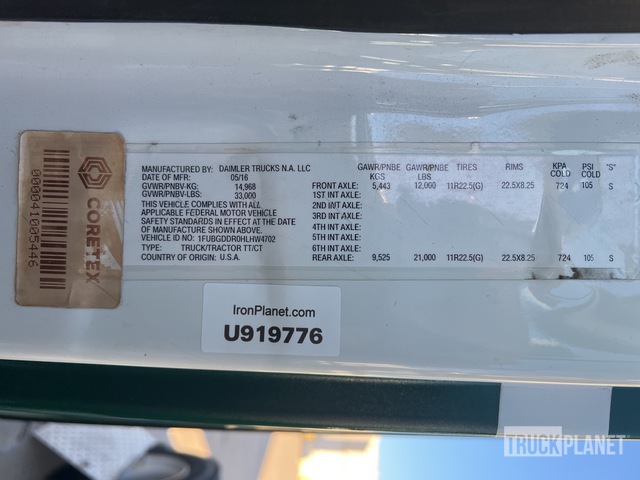 CORETEX
000041005446
MANUFACTURED BY: DAIMLER TRUCKS N.A. LLC
DATE OF MFR: 05/16
GVWR/PNBV-KG: 14,968
GVWR/PNBV-LBS: 33,000
THIS VEHICLE COMPLIES WITH ALL
APPLICABLE FEDERAL MOTOR VEHICLE
SAFETY STANDARDS IN EFFECT AT THE
DATE OF MANUFACTURE SHOWN ABOVE.
VEHICLE ID NO.: 1FUBGDDR0HLHW4702
TYPE: TRUCK/TRACTOR TT/CT
COUNTRY OF ORIGIN: U.S.A.
GAWR/PNBE KGS GAWR/PNBE LBS TIRES RIMS KPA COLD PSI COLD "S"
FRONT AXLE: 5,443 12,000 11R22.5(G) 22.5X8.25 724 105 S
1ST INT AXLE:
2ND INT AXLE:
3RD INT AXLE:
4TH INT AXLE:
5TH INT AXLE:
6TH INT AXLE:
REAR AXLE: 9,525 21,000 11R22.5(G) 22.5X8.25 724 105 S
IronPlanet.com
U919776
TRUCKPLANET